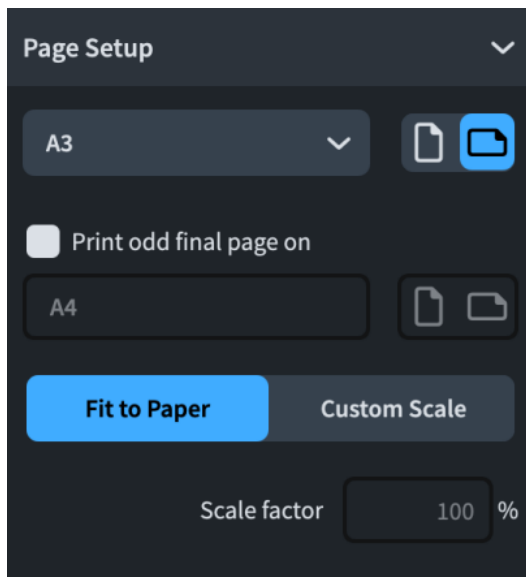 Page Setup
A3
Print odd final page on
A4
Fit to Paper Custom Scale
Scale factor 100 %